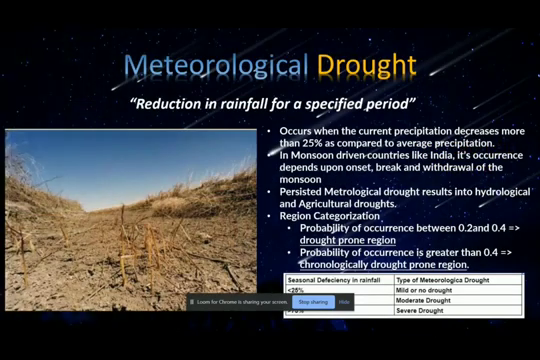 Meteorological Drought
“Reduction in rainfall for a specified period”
• Occurs when the current precipitation decreases more
than 25% as compared to average precipitation.
• In Monsoon driven countries like India, it's occurrence
depends upon onset, break and withdrawal of the
monsoon
• Persisted Metrological drought results into hydrological
and Agricultural droughts.
• Region Categorization
• Probability of occurrence between 0.2and 0.4 =>
drought prone region
• Probability of occurrence is greater than 0.4 =>
chronologically drought prone region.
Seasonal Defeciency in rainfall Type of Meteorologica Drought
<25% Mild or no drought
Moderate Drought
Severe Drought
Loom for Chrome is sharing your screen. Stop sharing Hide